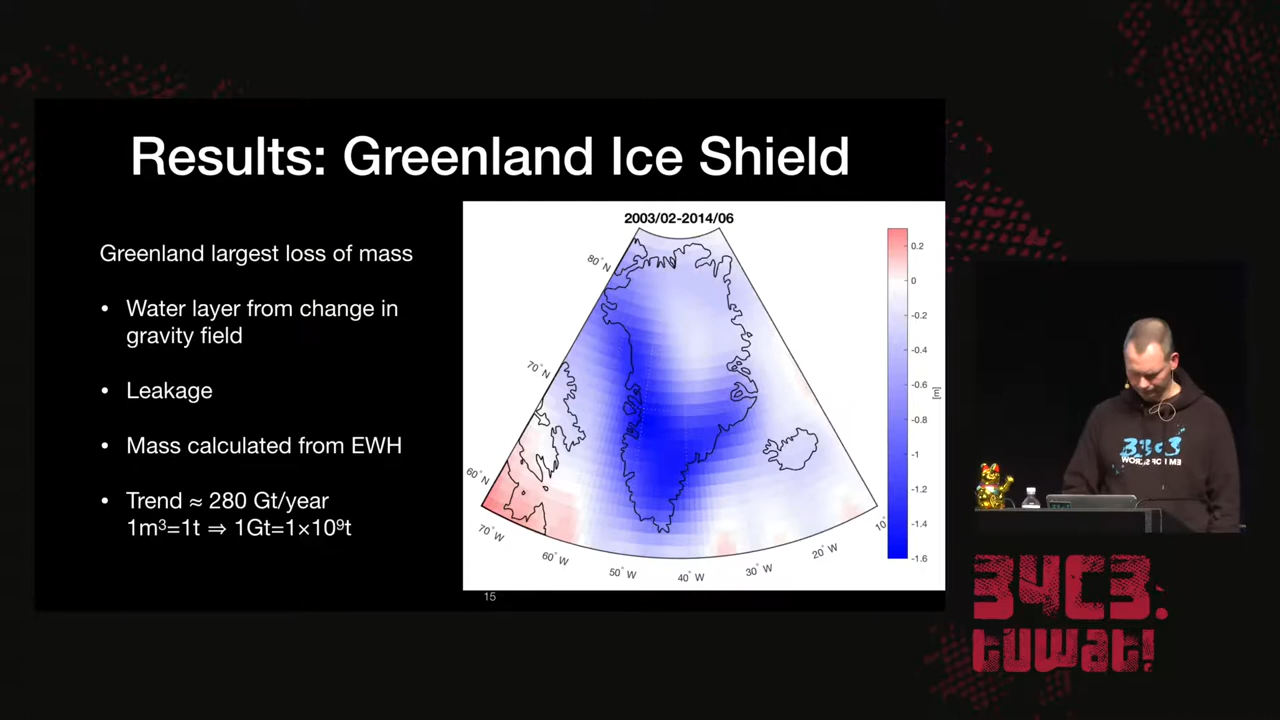 Results: Greenland Ice Shield
Greenland largest loss of mass
• Water layer from change in
gravity field
• Leakage
• Mass calculated from EWH
• Trend ≈ 280 Gt/year
1m³=1t ⇒ 1Gt=1×10⁹t
2003/02-2014/06
80° N
70° N
60° N
70° W
60° W
50° W
40° W
30° W
20° W
10°
0.2
0
-0.2
-0.4
-0.6
-0.8
-1
-1.2
-1.4
-1.6
[m]
15
34C3.
tuwat!